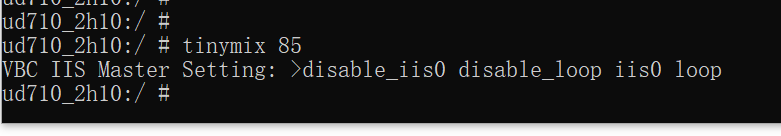 ud710_2h10:/ #
ud710_2h10:/ #
ud710_2h10:/ # tinymix 85
VBC IIS Master Setting: >disable_iis0 disable_loop iis0 loop
ud710_2h10:/ #